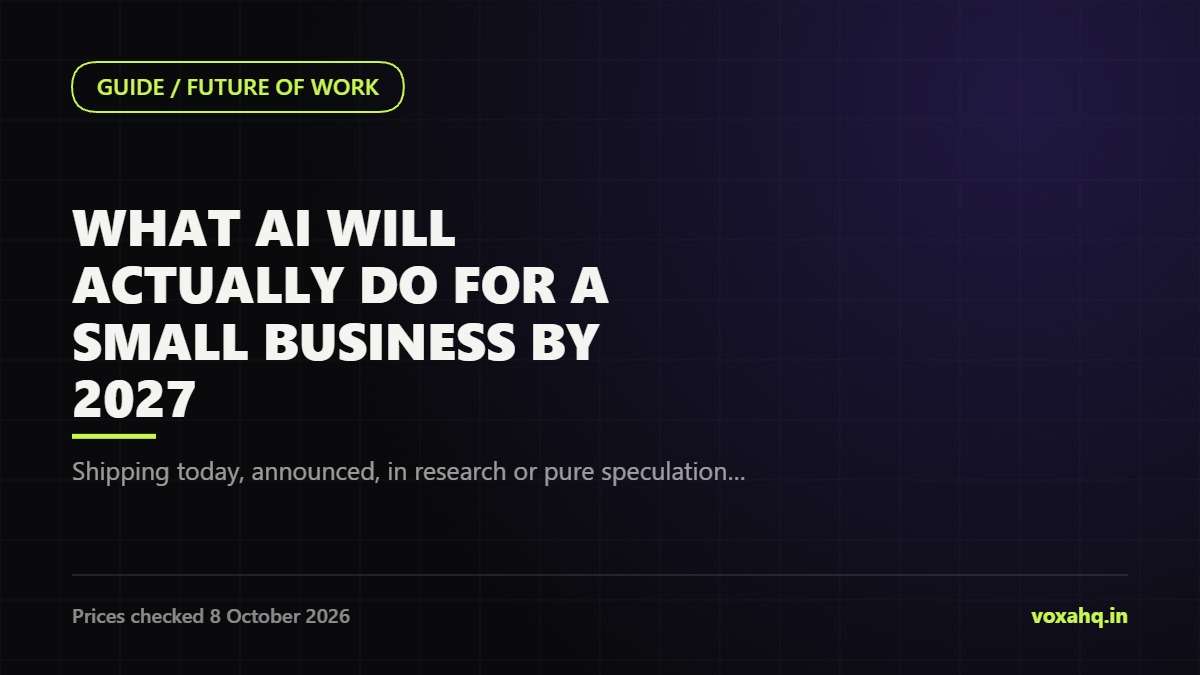 GUIDE / FUTURE OF WORK
WHAT AI WILL
ACTUALLY DO FOR A
SMALL BUSINESS BY
2027
Shipping today, announced, in research or pure speculation...
Prices checked 8 October 2026
voxahq.in